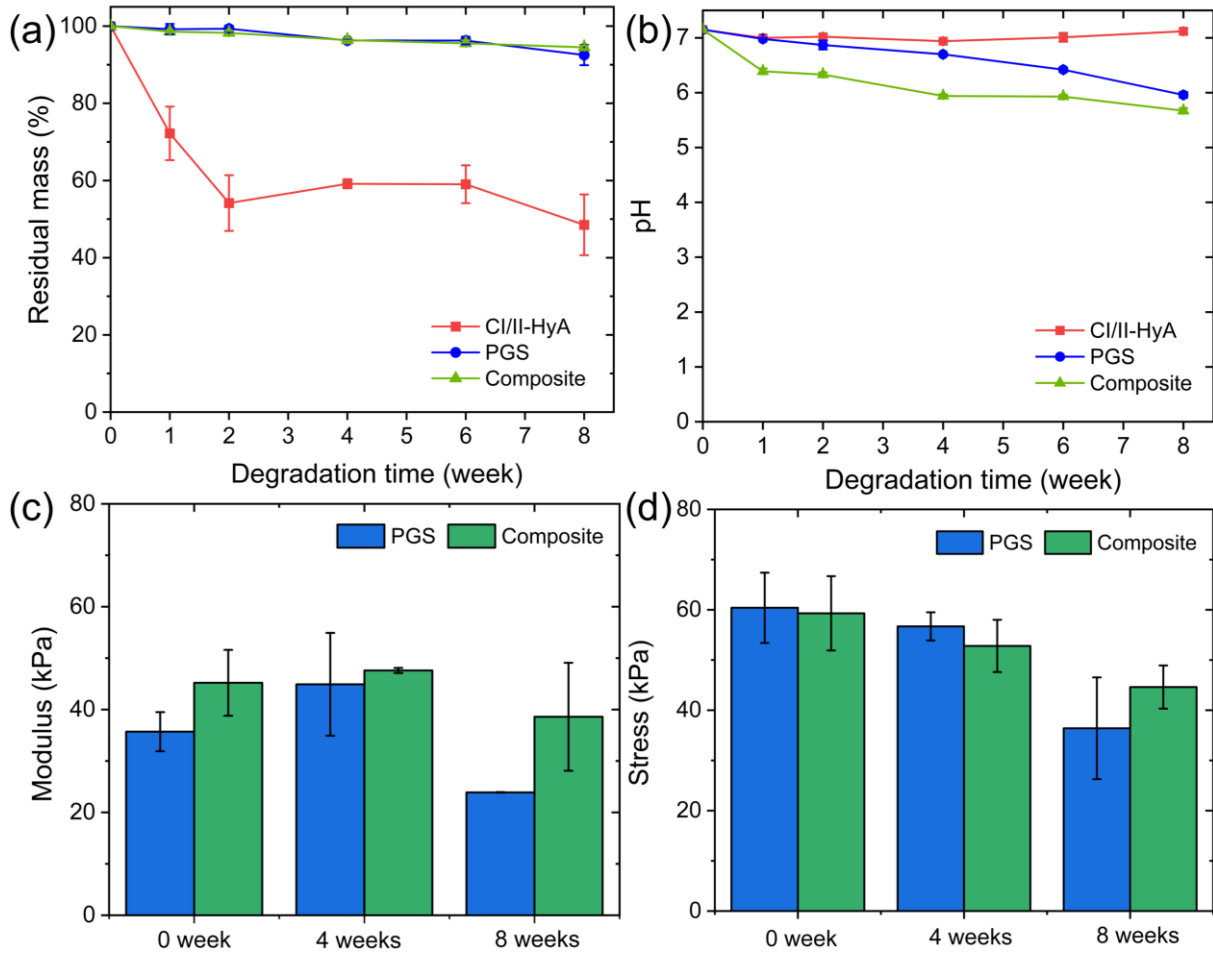 (a)
Residual mass (%)
100
80
60
40
20
0
CI/II-HyA
PGS
Composite
0 1 2 3 4 5 6 7 8
Degradation time (week)
(b)
pH
7
6
5
4
3
2
1
0
CI/II-HyA
PGS
Composite
0 1 2 3 4 5 6 7 8
Degradation time (week)
(c)
Modulus (kPa)
80
60
40
20
0
PGS Composite
0 week 4 weeks 8 weeks
(d)
Stress (kPa)
80
60
40
20
0
PGS Composite
0 week 4 weeks 8 weeks